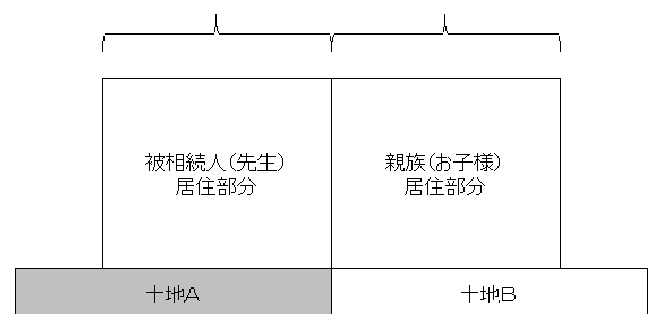 被相続人（先生）
居住部分
親族（お子様）
居住部分
土地A
土地B